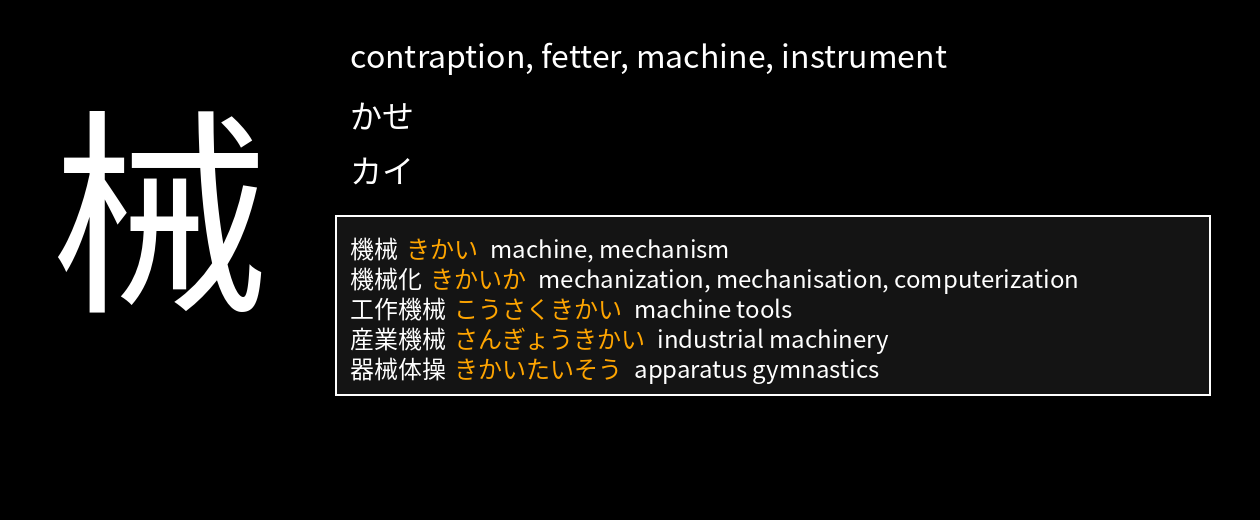 械
contraption, fetter, machine, instrument
かせ
カイ
機械 きかい machine, mechanism
機械化 きかいか mechanization, mechanisation, computerization
工作機械 こうさくきかい machine tools
産業機械 さんぎょうきかい industrial machinery
器械体操 きかいたいそう apparatus gymnastics